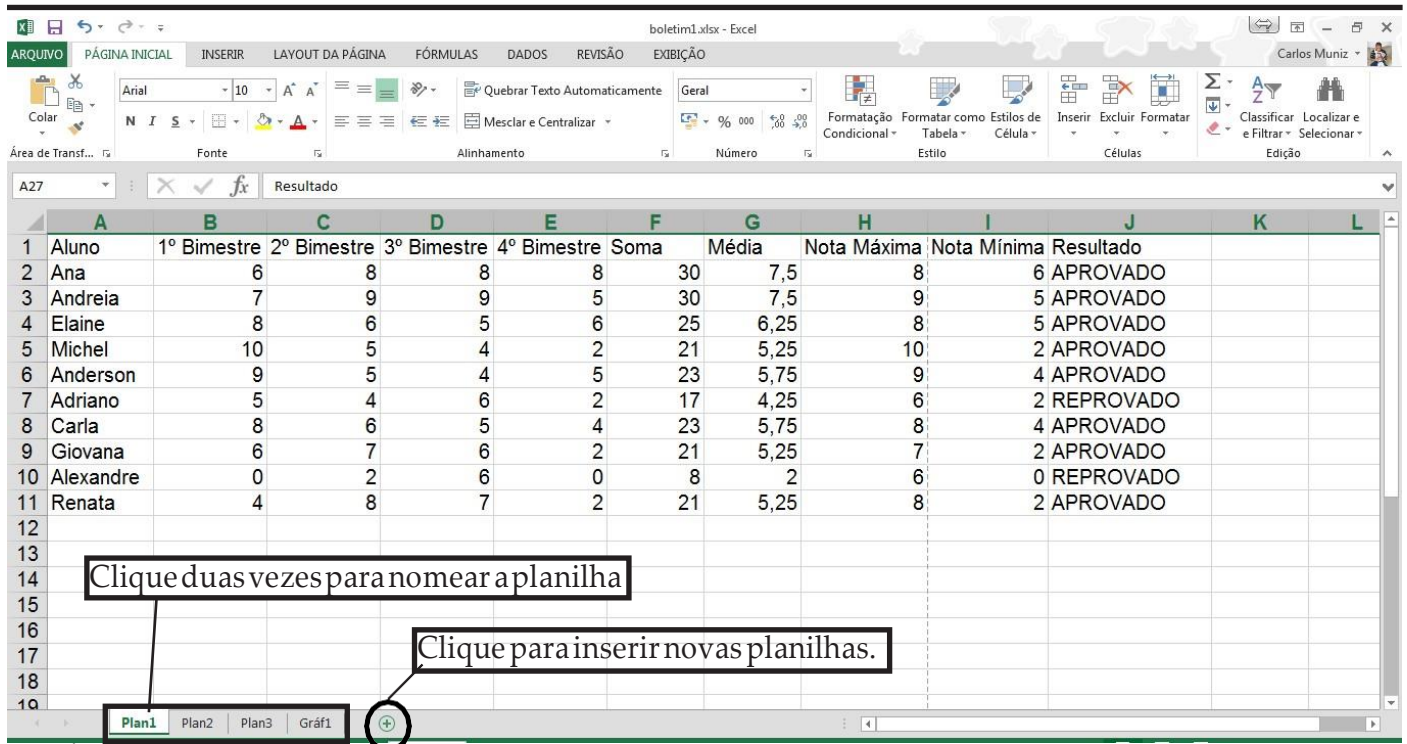 boletim1.xlsx - Excel
ARQUIVO PÁGINA INICIAL INSERIR LAYOUT DA PÁGINA FÓRMULAS DADOS REVISÃO EXIBIÇÃO Carlos Muniz
Colar Arial 10 Quebrar Texto Automaticamente Geral
N I S Mesclar e Centralizar % 000 Formatação Condicional Formatar como Tabela Estilos de Célula Inserir Excluir Formatar Classificar e Filtrar Localizar e Selecionar
Área de Transf... Fonte Alinhamento Número Estilo Células Edição
A27 fx Resultado
A B C D E F G H I J K L
1 Aluno 1º Bimestre 2º Bimestre 3º Bimestre 4º Bimestre Soma Média Nota Máxima Nota Mínima Resultado
2 Ana 6 8 8 8 30 7,5 8 6 APROVADO
3 Andreia 7 9 9 5 30 7,5 9 5 APROVADO
4 Elaine 8 6 5 6 25 6,25 8 5 APROVADO
5 Michel 10 5 4 2 21 5,25 10 2 APROVADO
6 Anderson 9 5 4 5 23 5,75 9 4 APROVADO
7 Adriano 5 4 6 2 17 4,25 6 2 REPROVADO
8 Carla 8 6 5 4 23 5,75 8 4 APROVADO
9 Giovana 6 7 6 2 21 5,25 7 2 APROVADO
10 Alexandre 0 2 6 0 8 2 6 0 REPROVADO
11 Renata 4 8 7 2 21 5,25 8 2 APROVADO
12
13
14 Clique duas vezes para nomear a planilha
15
16
17 Clique para inserir novas planilhas.
18
19
Plan1 Plan2 Plan3 Gráf1